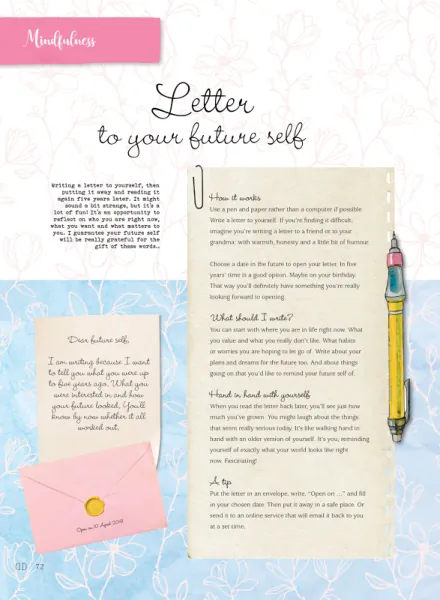 Mindfulness
Letter
to your future self
Writing a letter to yourself, then
putting it away and reading it
again five years later. It might
sound a bit strange, but it's a
lot of fun! It's an opportunity to
reflect on who you are right now,
what you want and what matters to
you. I guarantee your future self
will be really grateful for the
gift of these words..
How it works
Use a pen and paper rather than a computer if possible.
Write a letter to yourself. If you're finding it difficult,
imagine you're writing a letter to a friend or to your
grandma: with warmth, honesty and a little bit of humour.
Choose a date in the future to open your letter. In five
years' time is a good option. Maybe on your birthday.
That way you'll definitely have something you're really
looking forward to opening.
What should I write?
You can start with where you are in life right now. What
you value and what you really don't like. What habits
or worries you are hoping to let go of. Write about your
plans and dreams for the future too. And about things
going on that you'd like to remind your future self of.
Hand in hand with yourself
When you read the letter back later, you'll see just how
much you've grown. You might laugh about the things
that seem really serious today. It's like walking hand in
hand with an older version of yourself. It's you, reminding
yourself of exactly what your world looks like right
now. Fascinating!
A tip
Put the letter in an envelope, write, "Open on ..." and fill
in your chosen date. Then put it away in a safe place. Or
send it to an online service that will email it back to you
at a set time.
Dear future self,
I am writing because I want
to tell you what you were up
to five years ago. What you
were interested in and how
your future looked. You'll
know by now whether it all
worked out.
Open on 10 April 2018
72